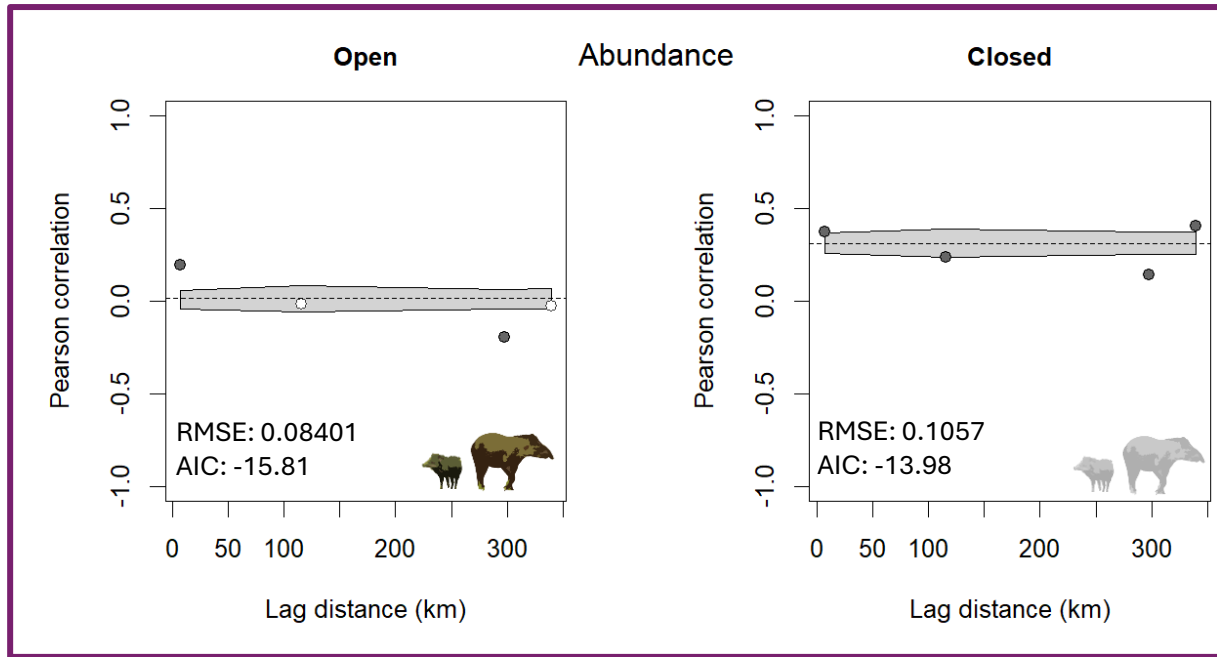 Abundance
Open
1.0
0.5
0.0
-0.5
-1.0
Pearson correlation
RMSE: 0.08401
AIC: -15.81
0 50 100 200 300
Lag distance (km)
Closed
1.0
0.5
0.0
-0.5
-1.0
Pearson correlation
RMSE: 0.1057
AIC: -13.98
0 50 100 200 300
Lag distance (km)